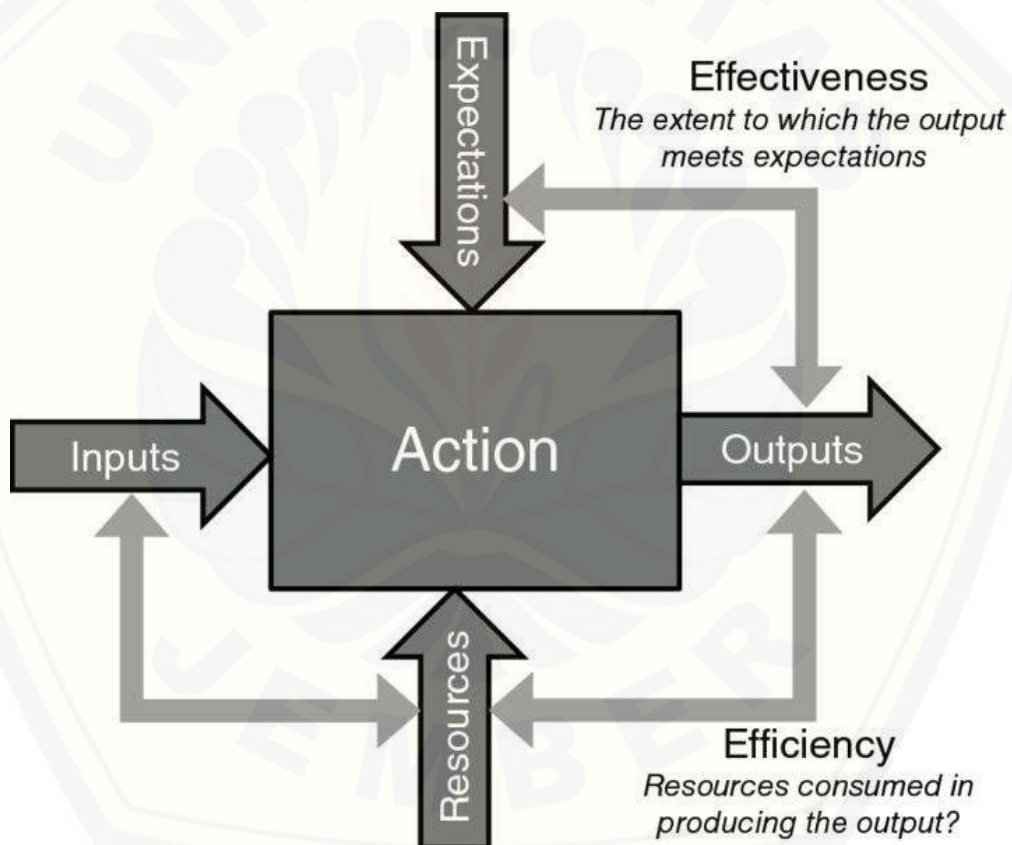 Expectations
Effectiveness
The extent to which the output
meets expectations
Inputs
Action
Outputs
Resources
Efficiency
Resources consumed in
producing the output?
JEMBER